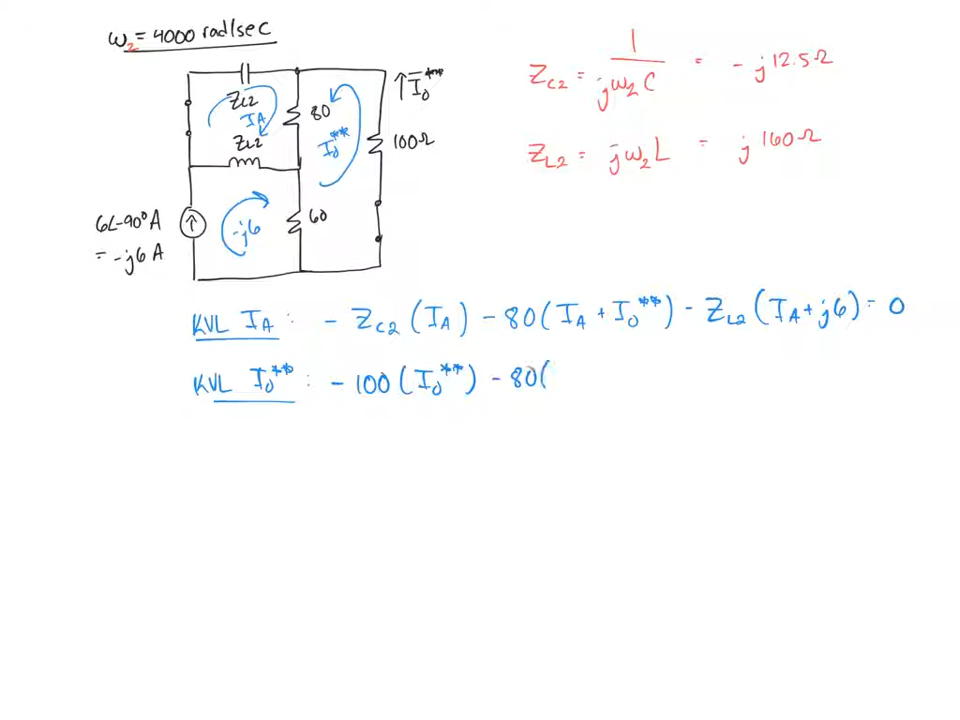 ω₂ = 4000 rad/sec
Z_L2
I_A
Z_L2
80
I₀**
↑ I₀**
100Ω
6∠-90° A
= -j6 A
-j6
60
Z_C2 = 1 / (jω₂C) = -j12.5Ω
Z_L2 = jω₂L = j160Ω
KVL I_A : - Z_C2 (I_A) - 80(I_A + I₀**) - Z_L2 (I_A + j6) = 0
KVL I₀** : - 100 (I₀**) - 80(